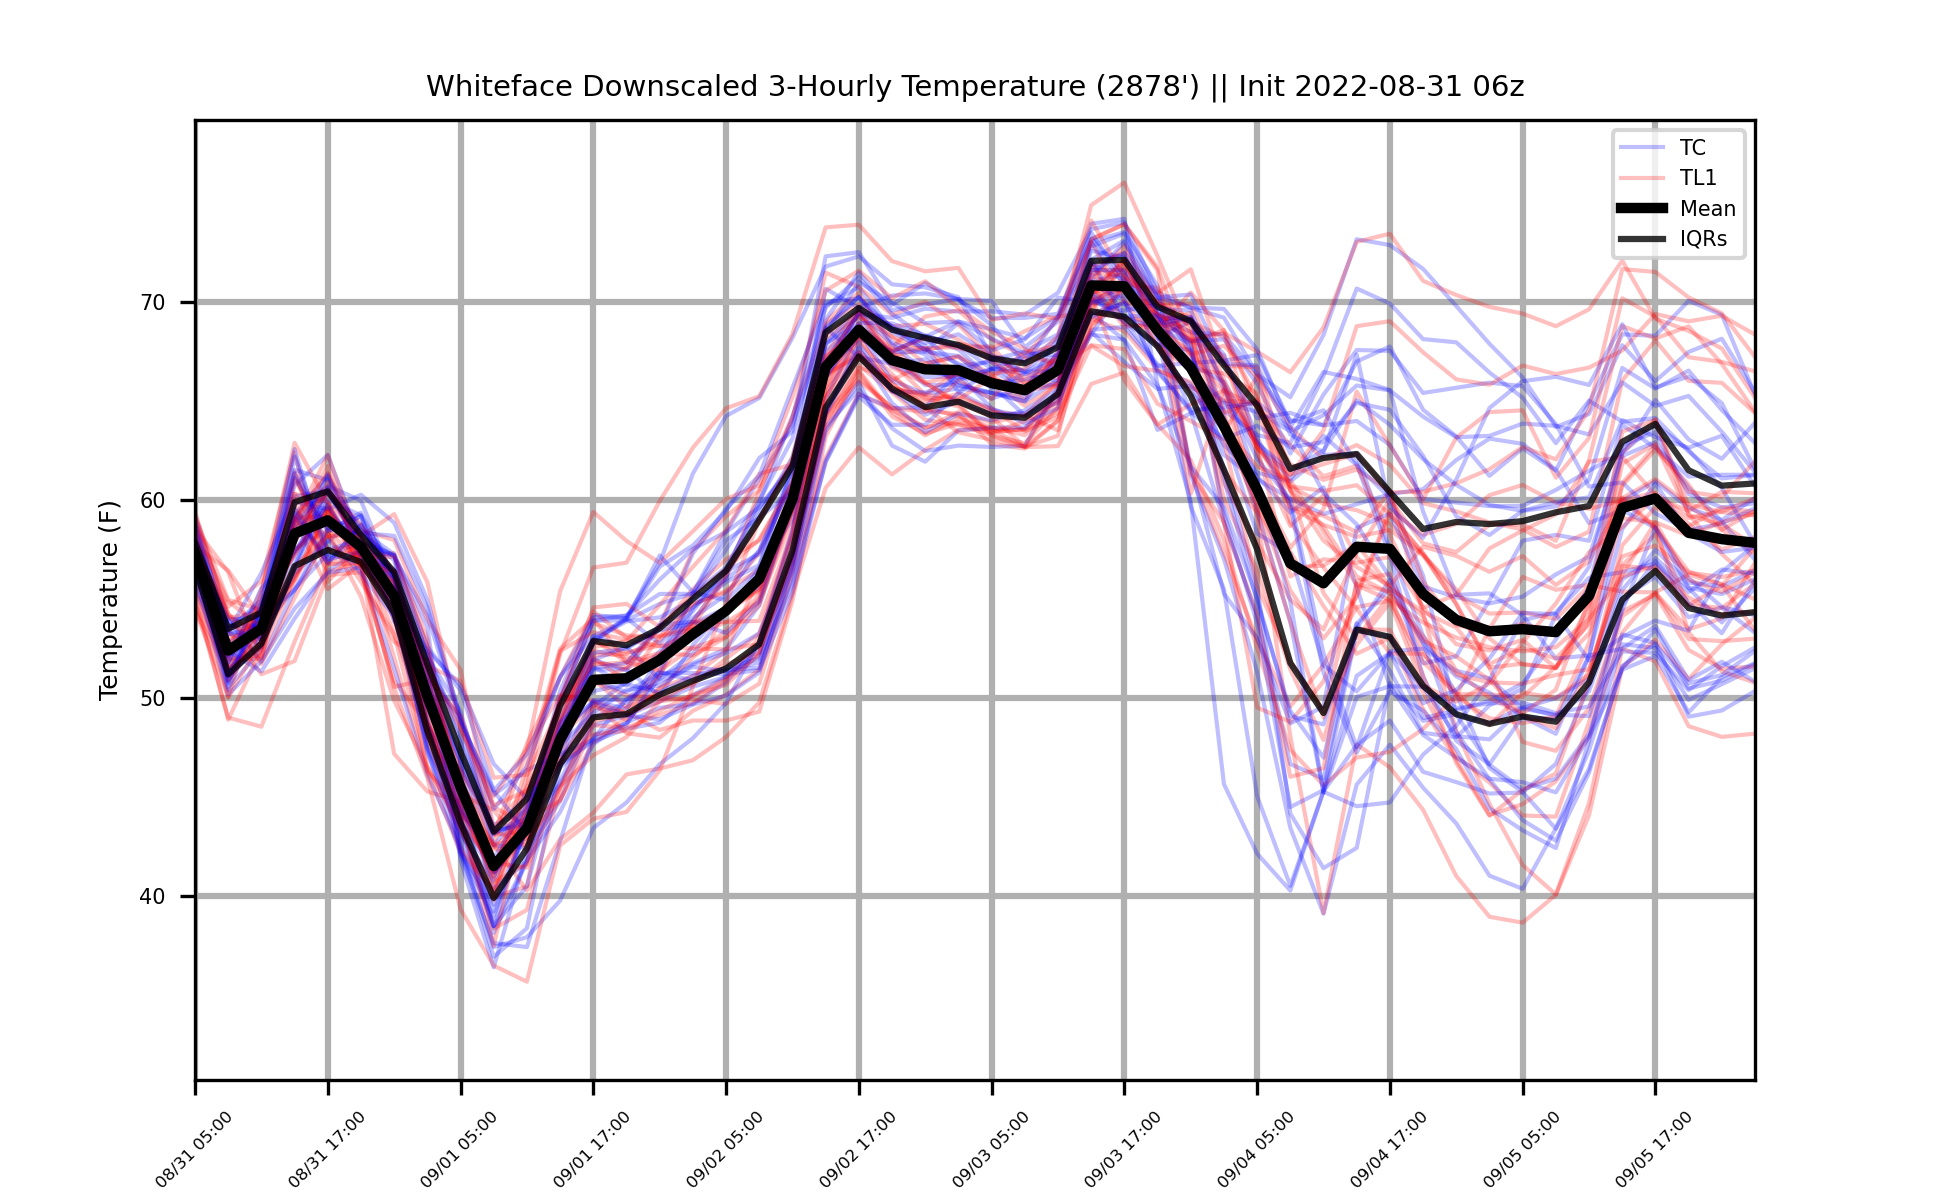 Whiteface Downscaled 3-Hourly Temperature (2878') || Init 2022-08-31 06z
TC
TL1
Mean
IQRs
Temperature (F)
70
60
50
40
08/31 05:00
08/31 17:00
09/01 05:00
09/01 17:00
09/02 05:00
09/02 17:00
09/03 05:00
09/03 17:00
09/04 05:00
09/04 17:00
09/05 05:00
09/05 17:00